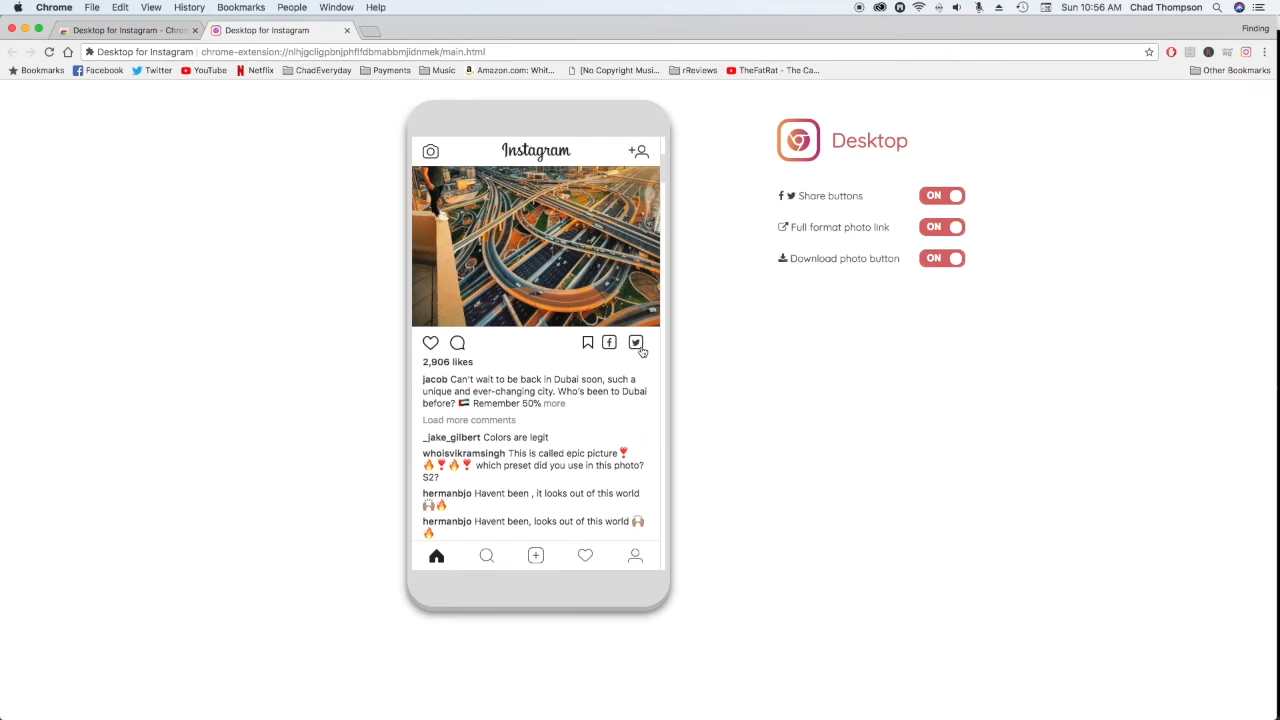 Chrome File Edit View History Bookmarks People Window Help Sun 10:56 AM Chad Thompson
Desktop for Instagram - Chro Desktop for Instagram Finding
Desktop for Instagram chrome-extension://nlhjgcligpbnjphflfdbmabbmjidnmek/main.html
Bookmarks Facebook Twitter YouTube Netflix ChadEveryday Payments Music Amazon.com: Whit... [No Copyright Musi... rReviews TheFatRat - The Ca... Other Bookmarks
Instagram
Desktop
Share buttons ON
Full format photo link ON
Download photo button ON
2,906 likes
jacob Can't wait to be back in Dubai soon, such a
unique and ever-changing city. Who's been to Dubai
before? 🇦🇪 Remember 50% more
Load more comments
_jake_gilbert Colors are legit
whoisvikramsingh This is called epic picture❣️
🔥❣️🔥❣️ which preset did you use in this photo?
S2?
hermanbjo Havent been , it looks out of this world
🙌🏽🔥
hermanbjo Havent been, looks out of this world 🙌🏽
🔥